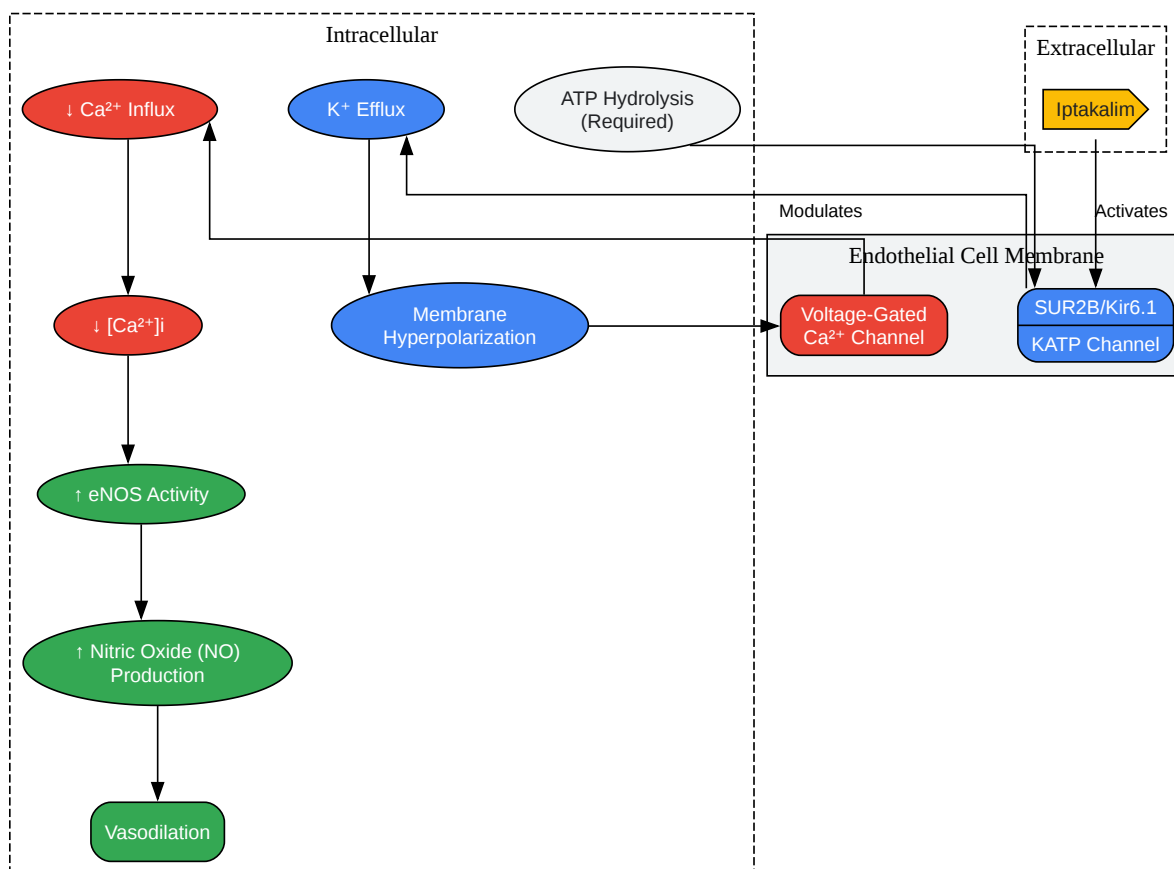 Intracellular
Extracellular
↓ Ca²⁺ Influx
K⁺ Efflux
ATP Hydrolysis
(Required)
Iptakalim
Modulates
Activates
Endothelial Cell Membrane
↓ [Ca²⁺]i
Membrane
Hyperpolarization
Voltage-Gated
Ca²⁺ Channel
SUR2B/Kir6.1
KATP Channel
↑ eNOS Activity
↑ Nitric Oxide (NO)
Production
Vasodilation